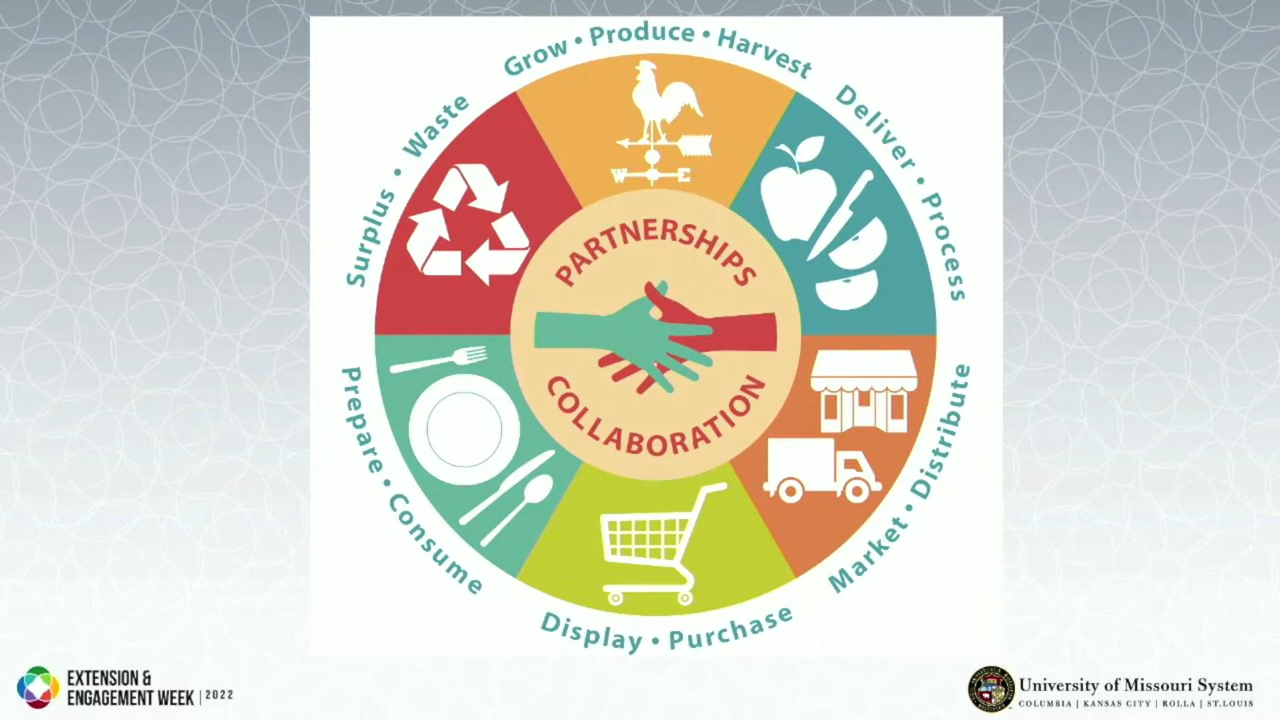 Grow • Produce • Harvest
Deliver • Process
Market • Distribute
Display • Purchase
Prepare • Consume
Surplus • Waste
W E
PARTNERSHIPS
COLLABORATION
EXTENSION &
ENGAGEMENT WEEK | 2022
University of Missouri System
COLUMBIA | KANSAS CITY | ROLLA | ST.LOUIS